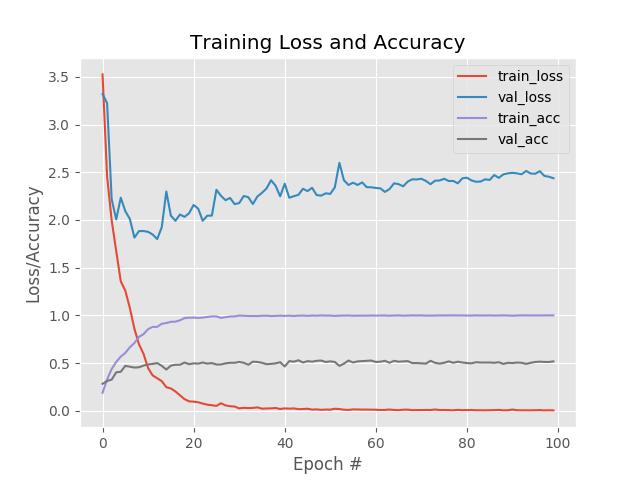 Training Loss and Accuracy
train_loss
val_loss
train_acc
val_acc
Loss/Accuracy
3.5
3.0
2.5
2.0
1.5
1.0
0.5
0.0
0 20 40 60 80 100
Epoch #